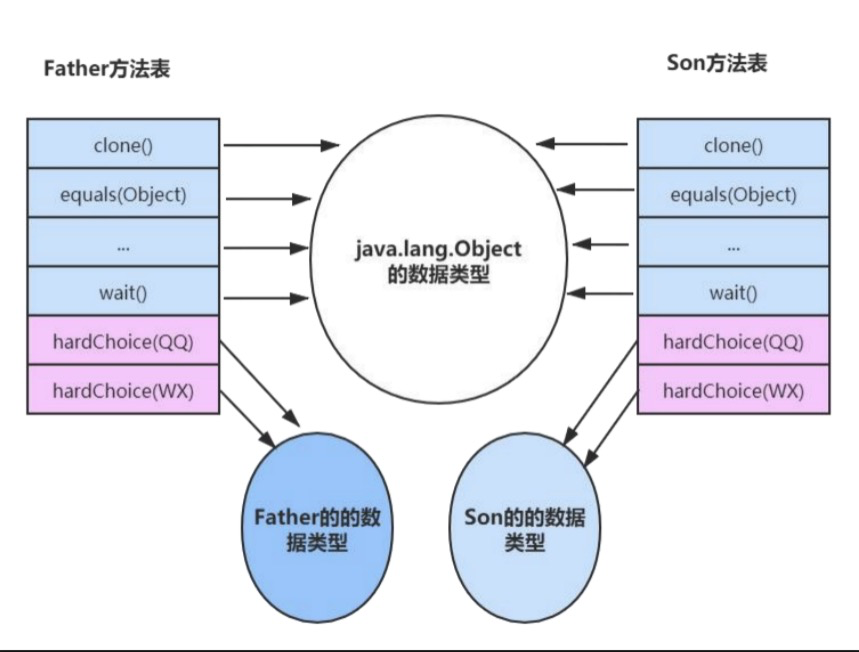 Father方法表
Son方法表
clone()
equals(Object)
...
wait()
hardChoice(QQ)
hardChoice(WX)
java.lang.Object
的数据类型
clone()
equals(Object)
...
wait()
hardChoice(QQ)
hardChoice(WX)
Father的的数
据类型
Son的的数据
类型